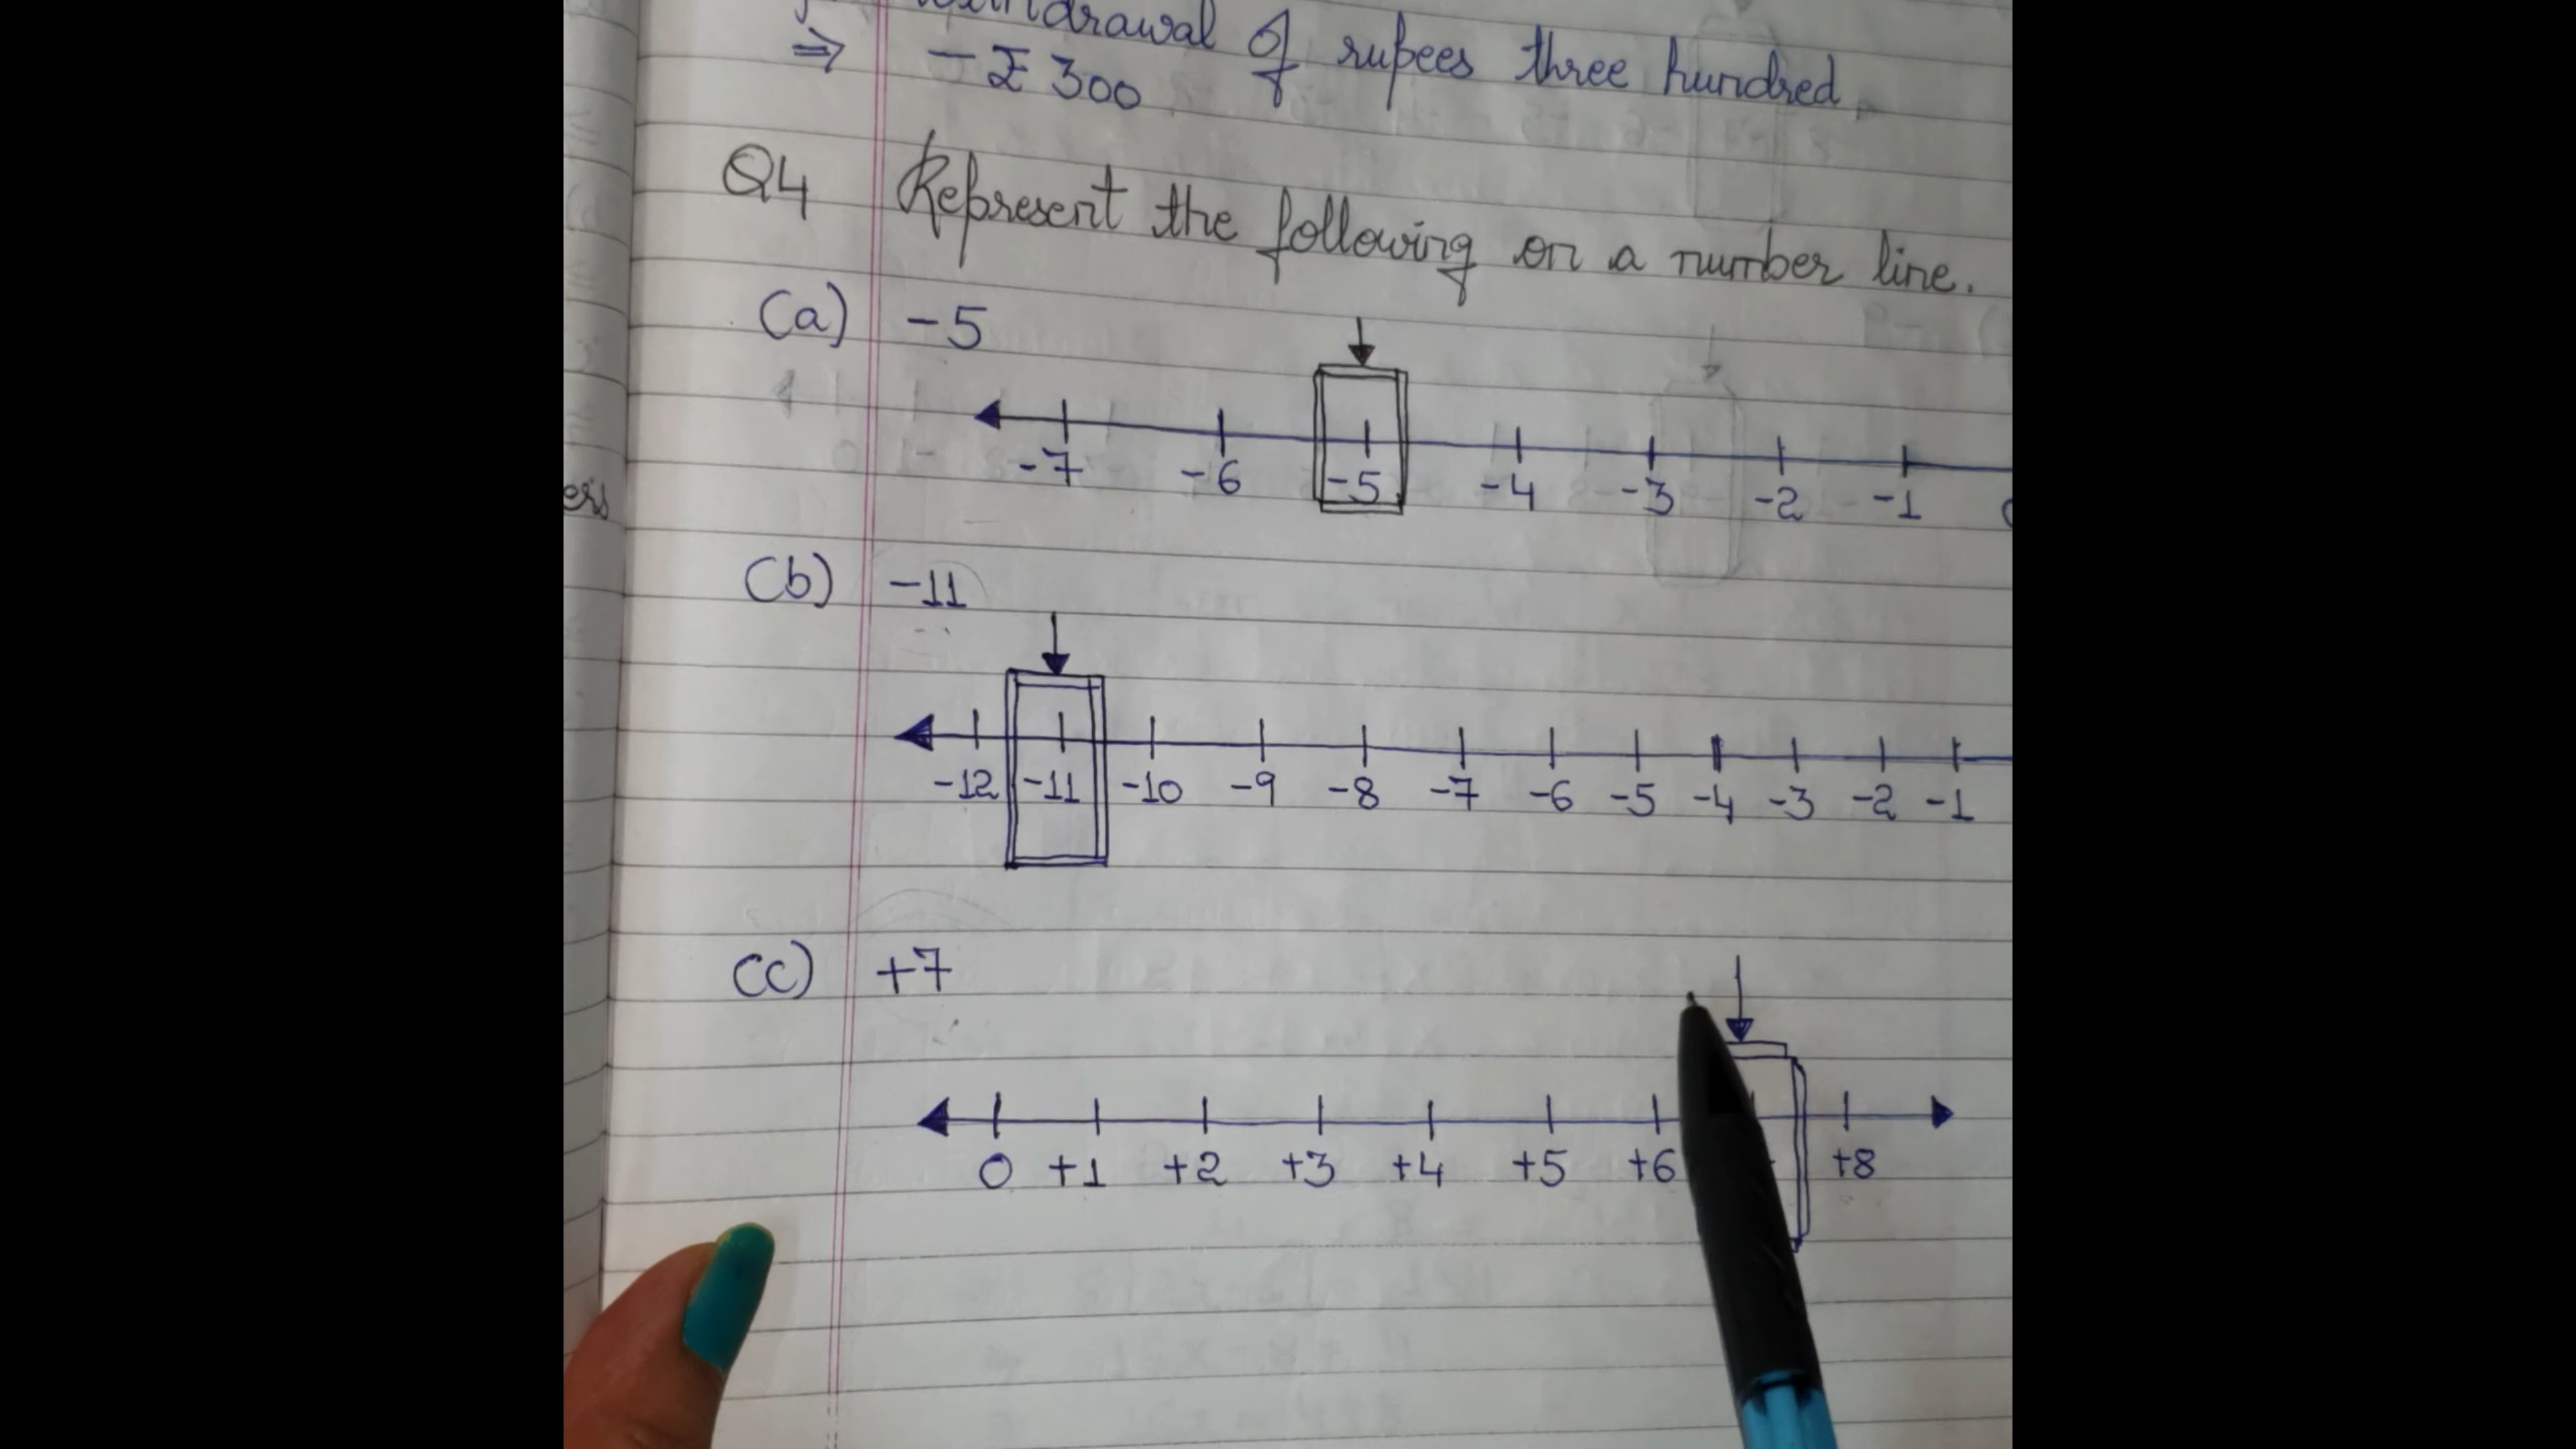 of rupees three hundred
⇒ -₹ 300
Q4 Represent the following on a number line.
(a) -5
-7 -6 -5 -4 -3 -2 -1
ers
(b) -11
-12 -11 -10 -9 -8 -7 -6 -5 -4 -3 -2 -1
(c) +7
0 +1 +2 +3 +4 +5 +6 +8